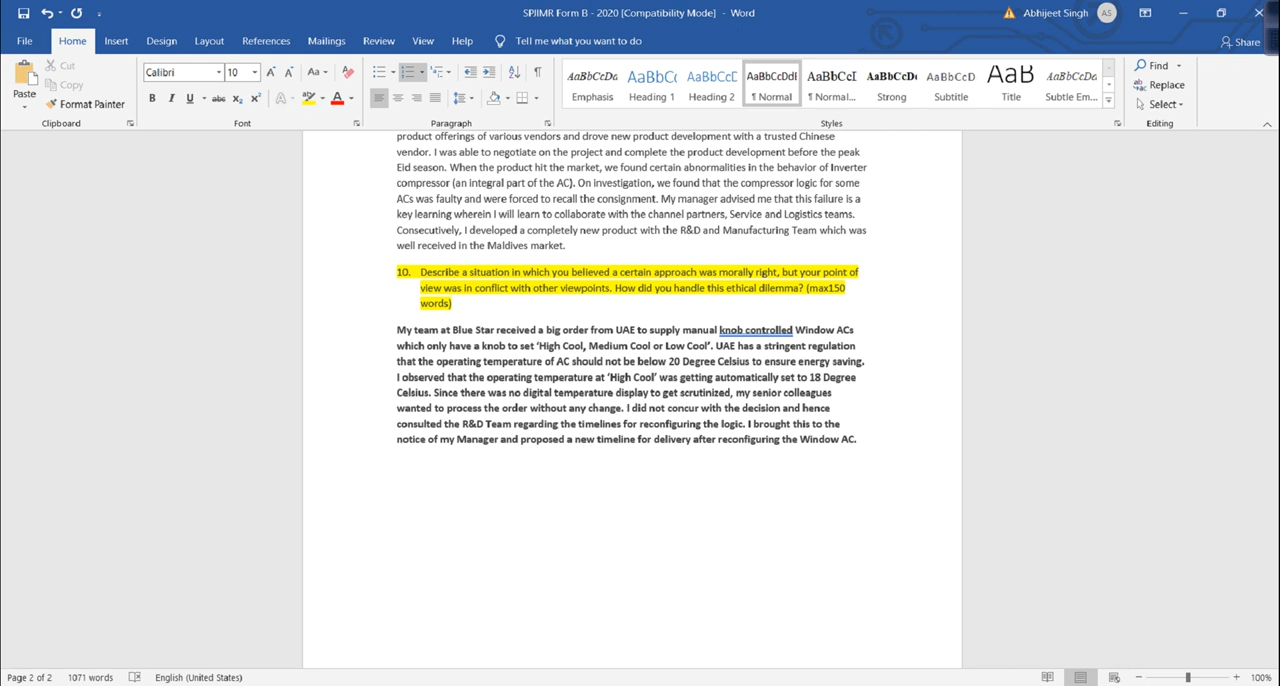 SPJIMR Form B - 2020 [Compatibility Mode] - Word
Abhijeet Singh
AS
File Home Insert Design Layout References Mailings Review View Help Tell me what you want to do
Share
Paste
Cut
Copy
Format Painter
Clipboard
Calibri
10
Font
Paragraph
AaBbCcDd AaBbC( AaBbCcD AaBbCcDdE AaBbCcI AaBbCcD( AaBbCcD AaB AaBbCcDd
Emphasis Heading 1 Heading 2 ¶ Normal ¶ Normal... Strong Subtitle Title Subtle Em...
Styles
Find
Replace
Select
Editing
product offerings of various vendors and drove new product development with a trusted Chinese
vendor. I was able to negotiate on the project and complete the product development before the peak
Eid season. When the product hit the market, we found certain abnormalities in the behavior of Inverter
compressor (an integral part of the AC). On investigation, we found that the compressor logic for some
ACs was faulty and were forced to recall the consignment. My manager advised me that this failure is a
key learning wherein I will learn to collaborate with the channel partners, Service and Logistics teams.
Consecutively, I developed a completely new product with the R&D and Manufacturing Team which was
well received in the Maldives market.
10. Describe a situation in which you believed a certain approach was morally right, but your point of
view was in conflict with other viewpoints. How did you handle this ethical dilemma? (max150
words)
My team at Blue Star received a big order from UAE to supply manual knob controlled Window ACs
which only have a knob to set ‘High Cool, Medium Cool or Low Cool’. UAE has a stringent regulation
that the operating temperature of AC should not be below 20 Degree Celsius to ensure energy saving.
I observed that the operating temperature at ‘High Cool’ was getting automatically set to 18 Degree
Celsius. Since there was no digital temperature display to get scrutinized, my senior colleagues
wanted to process the order without any change. I did not concur with the decision and hence
consulted the R&D Team regarding the timelines for reconfiguring the logic. I brought this to the
notice of my Manager and proposed a new timeline for delivery after reconfiguring the Window AC.
Page 2 of 2 1071 words English (United States) 100%